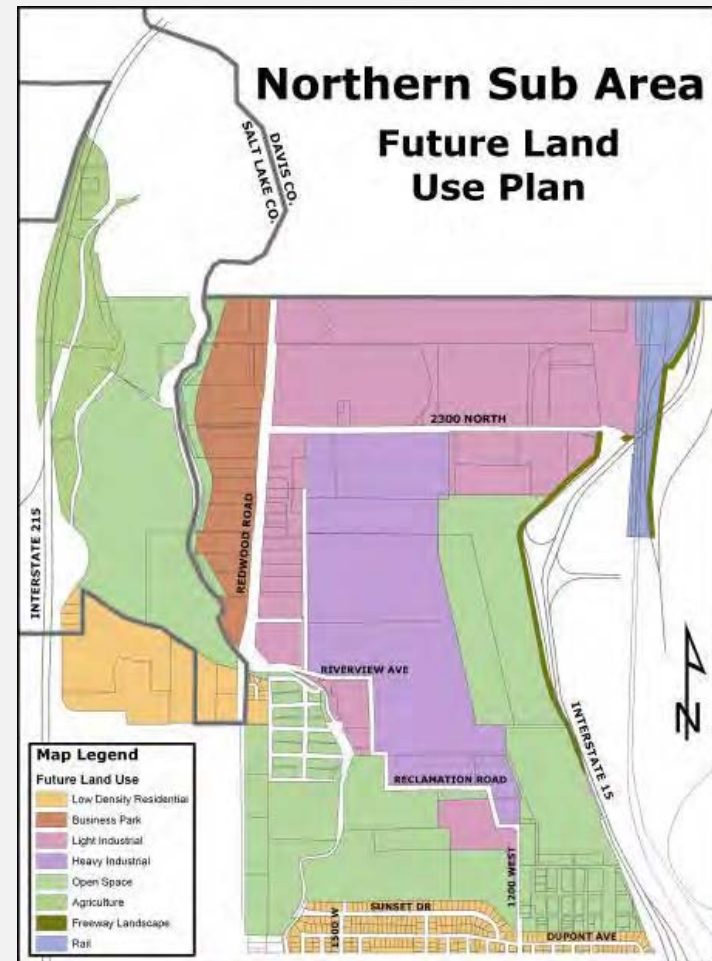 Northern Sub Area
Future Land
Use Plan
DAVIS CO.
SALT LAKE CO.
2300 NORTH
REDWOOD ROAD
INTERSTATE 215
RIVERVIEW AVE
INTERSTATE 15
N
RECLAMATION ROAD
1200 WEST
SUNSET DR
1500 W
DUPONT AVE
Map Legend
Future Land Use
Low Density Residential
Business Park
Light Industrial
Heavy Industrial
Open Space
Agriculture
Freeway Landscape
Rail